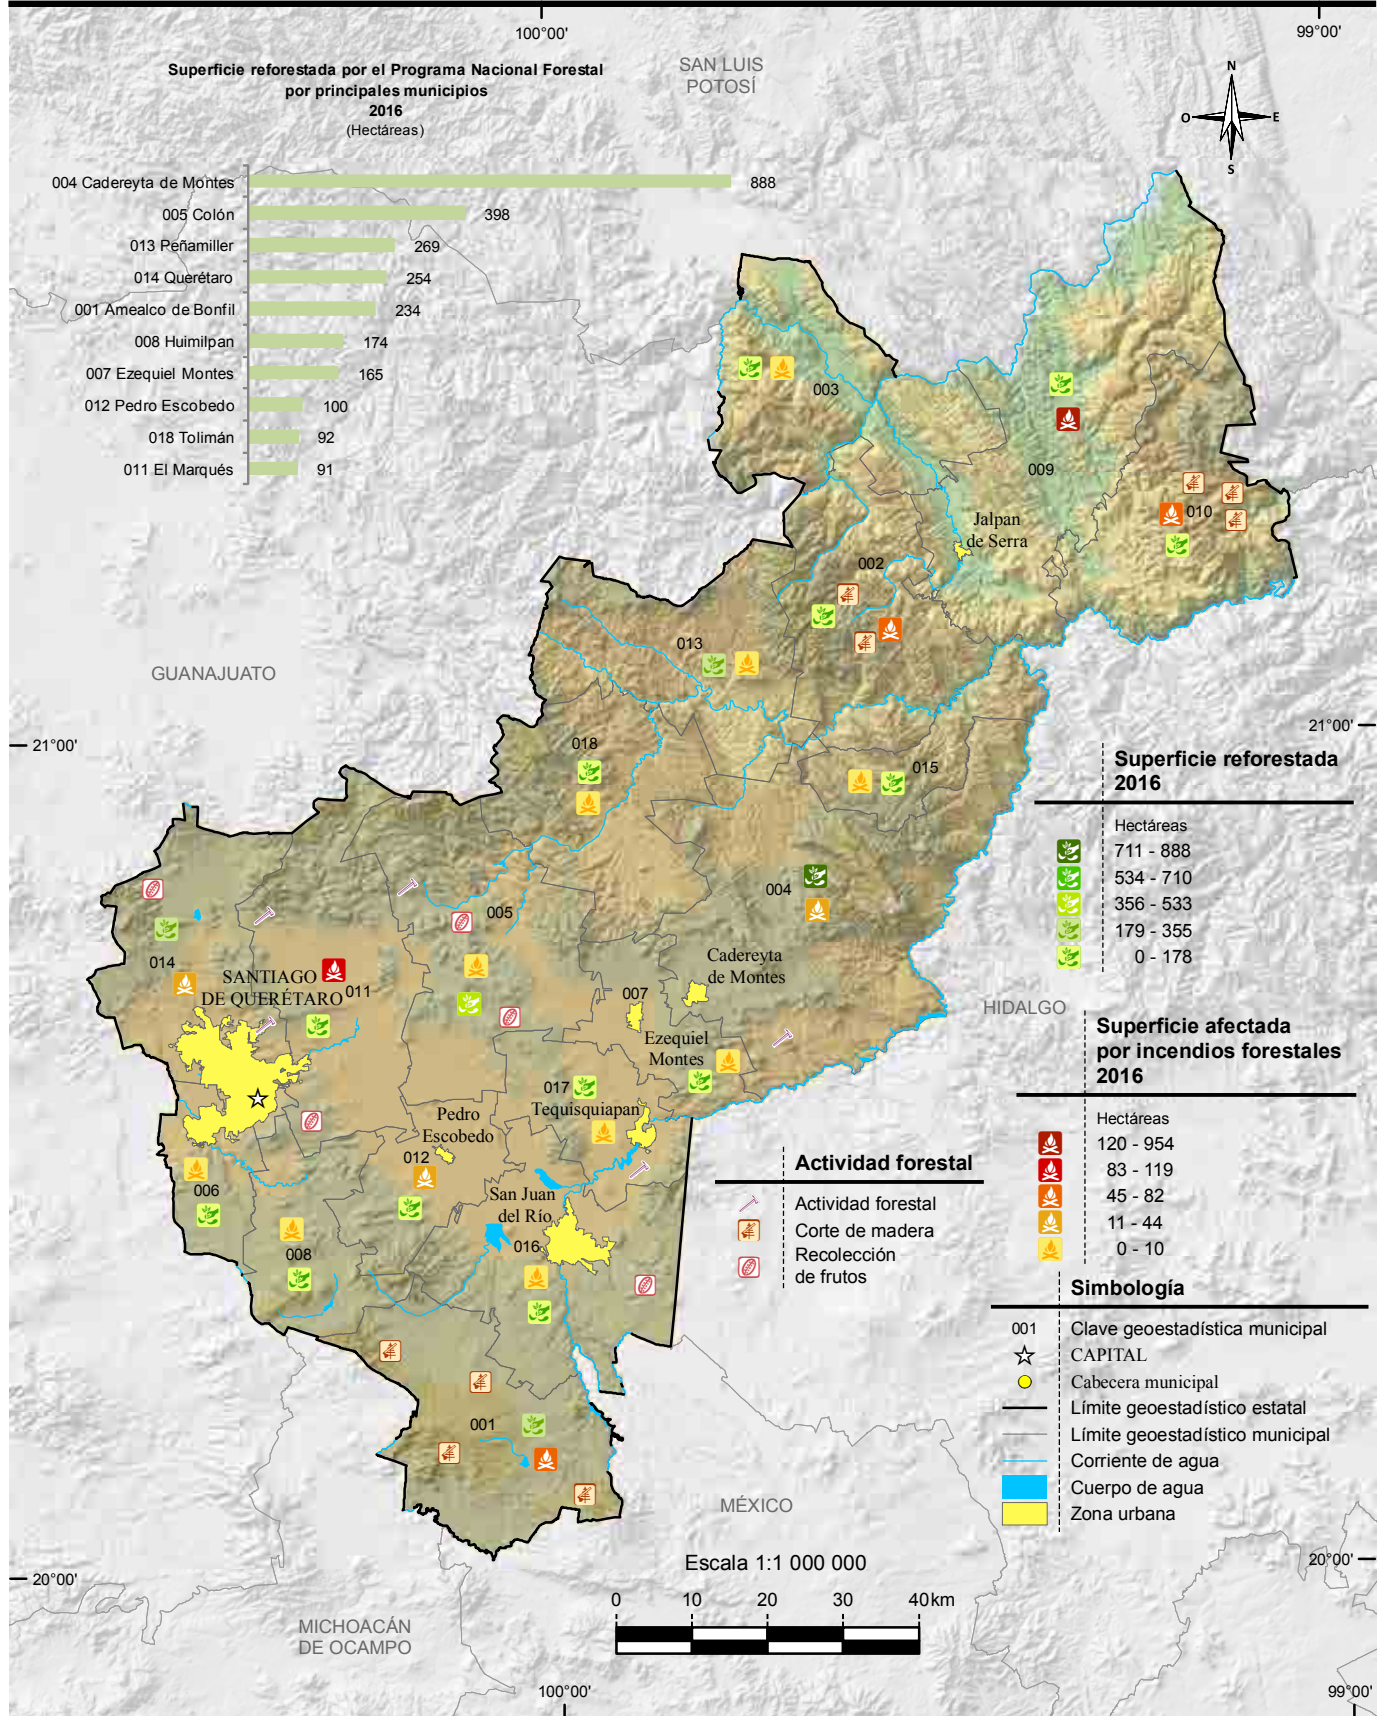 100°00'
99°00'
Superficie reforestada por el Programa Nacional Forestal
por principales municipios
2016
(Hectáreas)
SAN LUIS
POTOSÍ
N
O
E
S
004 Cadereyta de Montes
888
005 Colón
398
013 Peñamiller
269
014 Querétaro
254
001 Amealco de Bonfil
234
008 Huimilpan
174
007 Ezequiel Montes
165
012 Pedro Escobedo
100
018 Tolimán
92
011 El Marqués
91
003
009
010
Jalpan
de Serra
002
013
GUANAJUATO
21°00'
21°00'
018
015
004
005
Cadereyta
de Montes
014
SANTIAGO
DE QUERÉTARO
011
007
HIDALGO
Ezequiel
Montes
017
Tequisquiapan
Pedro
Escobedo
012
006
San Juan
del Río
016
008
001
Superficie reforestada
2016
Hectáreas
711 - 888
534 - 710
356 - 533
179 - 355
0 - 178
Superficie afectada
por incendios forestales
2016
Hectáreas
120 - 954
83 - 119
45 - 82
11 - 44
0 - 10
Actividad forestal
Actividad forestal
Corte de madera
Recolección
de frutos
Simbología
001
Clave geoestadística municipal
CAPITAL
Cabecera municipal
Límite geoestadístico estatal
Límite geoestadístico municipal
Corriente de agua
Cuerpo de agua
Zona urbana
MÉXICO
Escala 1:1 000 000
0 10 20 30 40km
20°00'
20°00'
MICHOACÁN
DE OCAMPO
100°00'
99°00'